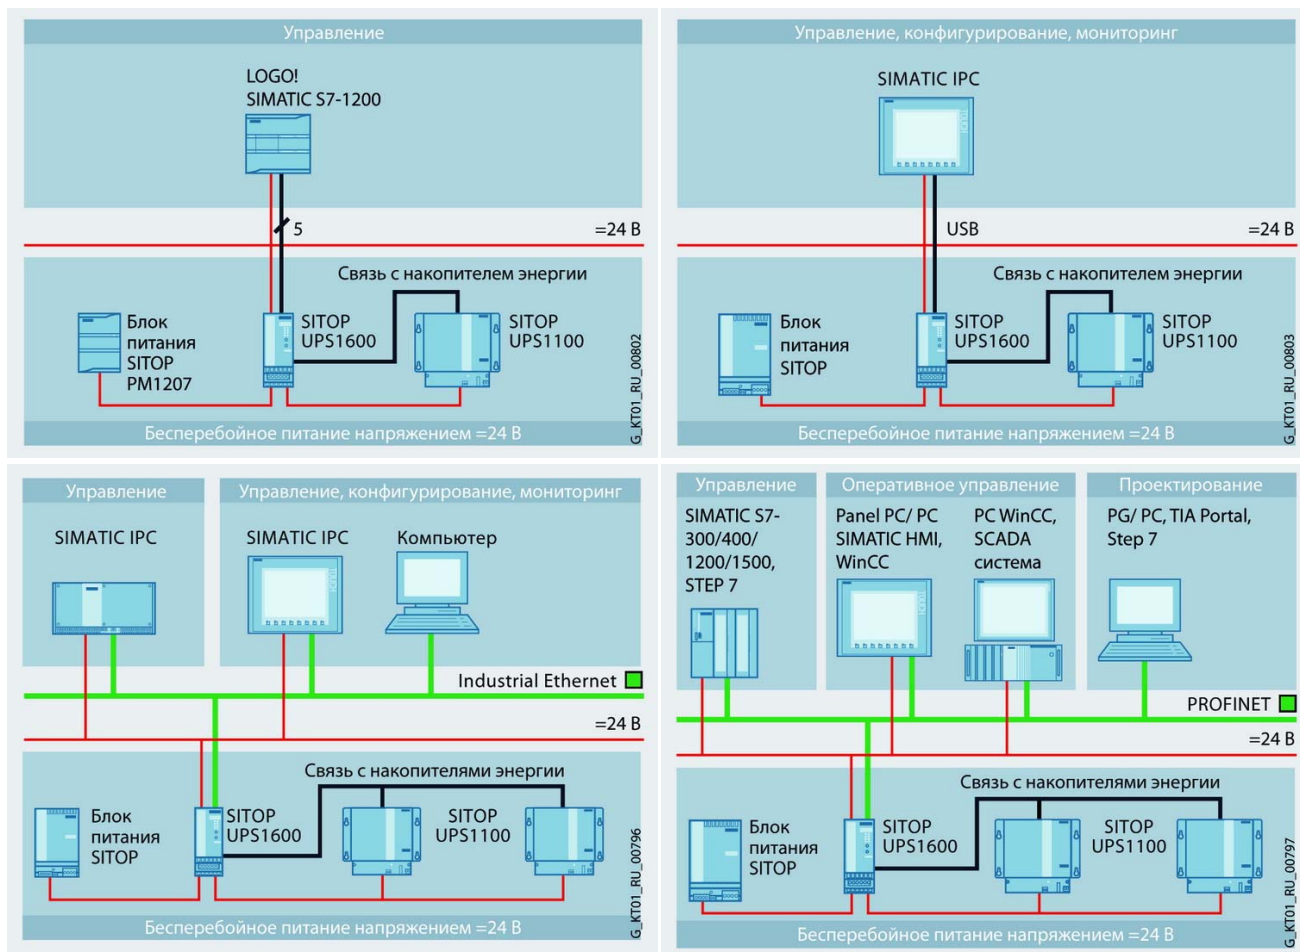 Управление
LOGO!
SIMATIC S7-1200
5
=24 В
Связь с накопителем энергии
Блок
питания
SITOP
PM1207
SITOP
UPS1600
SITOP
UPS1100
Бесперебойное питание напряжением =24 В
G_KT01_RU_00802
Управление, конфигурирование, мониторинг
SIMATIC IPC
USB
=24 В
Связь с накопителем энергии
Блок
питания
SITOP
SITOP
UPS1600
SITOP
UPS1100
Бесперебойное питание напряжением =24 В
G_KT01_RU_00803
Управление
SIMATIC IPC
Управление, конфигурирование, мониторинг
SIMATIC IPC
Компьютер
Industrial Ethernet
=24 В
Связь с накопителями энергии
Блок
питания
SITOP
SITOP
UPS1600
SITOP
UPS1100
Бесперебойное питание напряжением =24 В
G_KT01_RU_00796
Управление
SIMATIC S7-
300/400/
1200/1500,
STEP 7
Оперативное управление
Panel PC/ PC
SIMATIC HMI,
WinCC
PC WinCC,
SCADA
система
Проектирование
PG/ PC, TIA Portal,
Step 7
PROFINET
=24 В
Связь с накопителями энергии
Блок
питания
SITOP
SITOP
UPS1600
SITOP
UPS1100
Бесперебойное питание напряжением =24 В
G_KT01_RU_00797